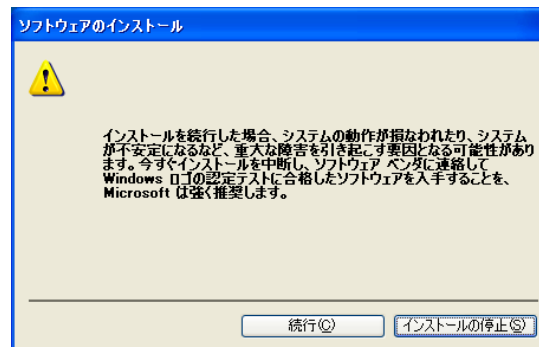 ソフトウェアのインストール
インストールを続行した場合、システムの動作が損なわれたり、システム
が不安定になるなど、重大な障害を引き起こす要因となる可能性があり
ます。今すぐインストールを中断し、ソフトウェア ベンダに連絡して
Windows ロゴの認定テストに合格したソフトウェアを入手することを、
Microsoft は強く推奨します。
続行(C) インストールの停止(S)